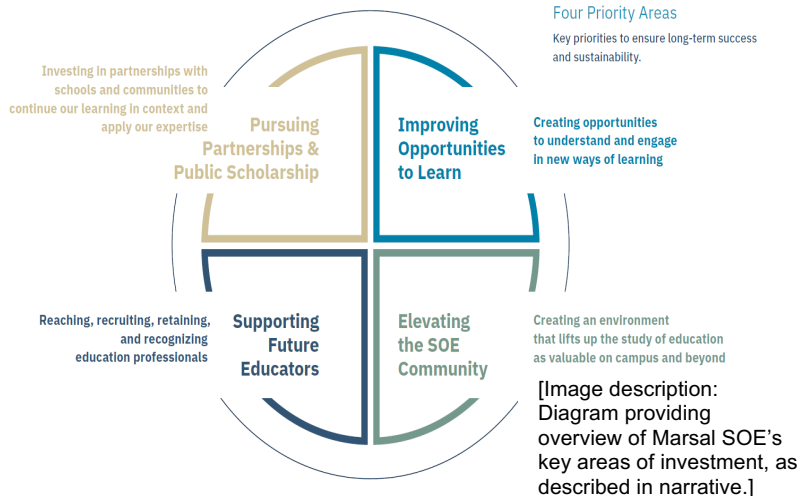 Four Priority Areas
Key priorities to ensure long-term success
and sustainability.
Investing in partnerships with
schools and communities to
continue our learning in context and
apply our expertise
Pursuing
Partnerships &
Public Scholarship
Improving
Opportunities
to Learn
Creating opportunities
to understand and engage
in new ways of learning
Reaching, recruiting, retaining,
and recognizing
education professionals
Supporting
Future
Educators
Elevating
the SOE
Community
Creating an environment
that lifts up the study of education
as valuable on campus and beyond
[Image description:
Diagram providing
overview of Marsal SOE's
key areas of investment, as
described in narrative.]